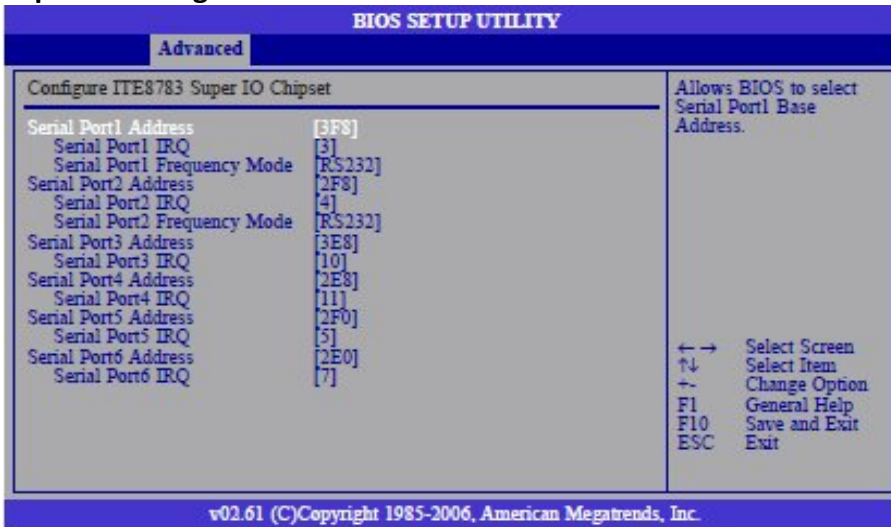 BIOS SETUP UTILITY
Advanced
Configure ITE8783 Super IO Chipset
Serial Port1 Address [3F8]
Serial Port1 IRQ [3]
Serial Port1 Frequency Mode [RS232]
Serial Port2 Address [2F8]
Serial Port2 IRQ [4]
Serial Port2 Frequency Mode [RS232]
Serial Port3 Address [3E8]
Serial Port3 IRQ [10]
Serial Port4 Address [2E8]
Serial Port4 IRQ [11]
Serial Port5 Address [2F0]
Serial Port5 IRQ [5]
Serial Port6 Address [2E0]
Serial Port6 IRQ [7]
Allows BIOS to select
Serial Port1 Base
Address.
←→ Select Screen
↑↓ Select Item
+- Change Option
F1 General Help
F10 Save and Exit
ESC Exit
v02.61 (C)Copyright 1985-2006, American Megatrends, Inc.